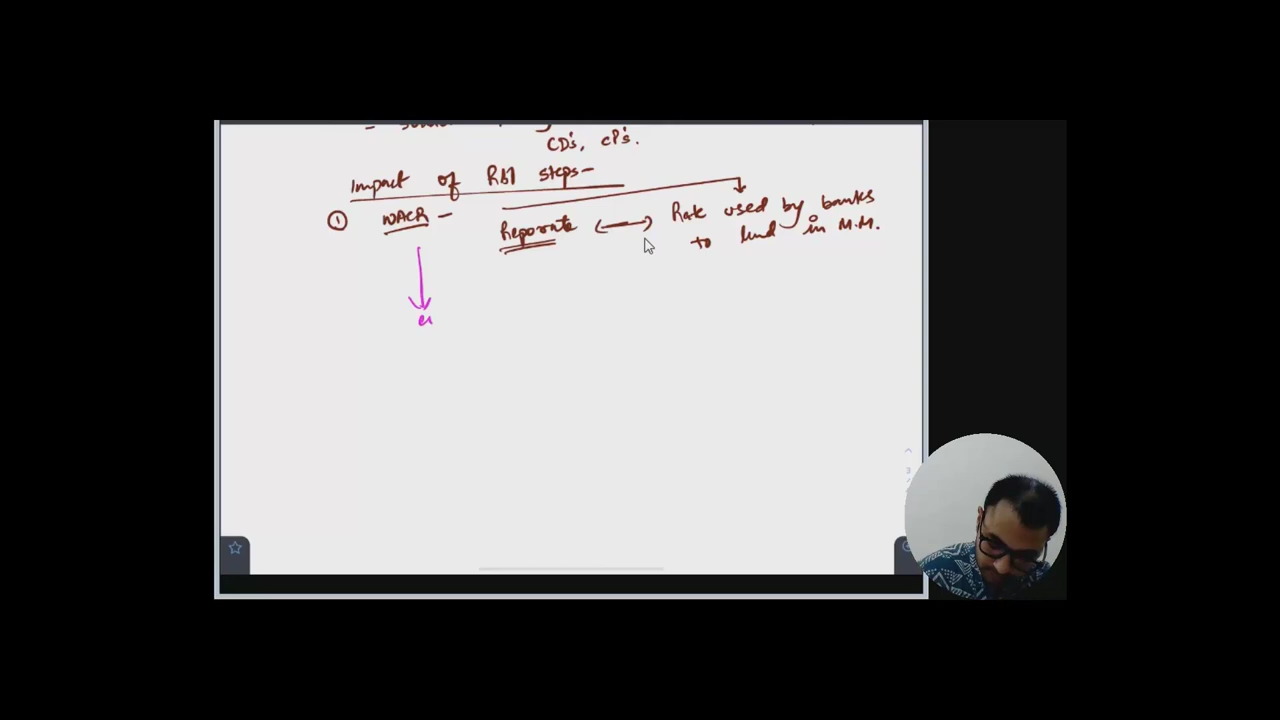 CD's, CP's.
Impact of RBI steps-
① WACR - Reporate ⟷ Rate used by banks
to lend in M.M.